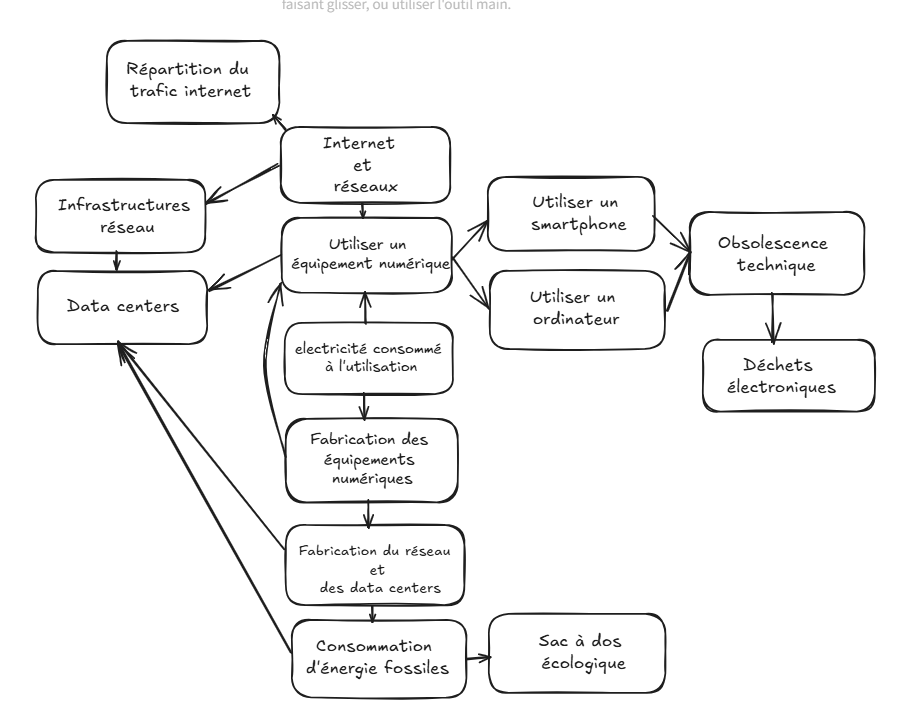 faisant glisser, ou utiliser l'outil main.
Répartition du
trafic internet
Internet
et
réseaux
Infrastructures
réseau
Utiliser un
smartphone
Obsolescence
technique
Utiliser un
équipement numérique
Data centers
Utiliser un
ordinateur
electricité consommé
à l'utilisation
Déchets
électroniques
Fabrication des
équipements
numériques
Fabrication du réseau
et
des data centers
Consommation
d'énergie fossiles
Sac à dos
écologique